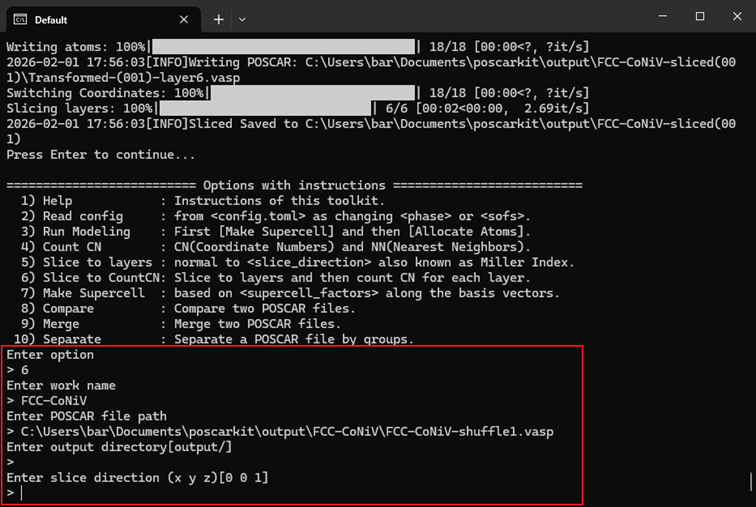 Default
Writing atoms: 100%| | 18/18 [00:00<?, ?it/s]
2026-02-01 17:56:03[INFO]Writing POSCAR: C:\Users\bar\Documents\poscarkit\output\FCC-CoNiV-sliced(00
1)\Transformed-(001)-layer6.vasp
Switching Coordinates: 100%| | 18/18 [00:00<?, ?it/s]
Slicing layers: 100%| | 6/6 [00:02<00:00,  2.69it/s]
2026-02-01 17:56:03[INFO]Sliced Saved to C:\Users\bar\Documents\poscarkit\output\FCC-CoNiV-sliced(00
1)
Press Enter to continue...
========================== Options with instructions ==========================
1) Help            : Instructions of this toolkit.
2) Read config     : from <config.toml> as changing <phase> or <sofs>.
3) Run Modeling    : First [Make Supercell] and then [Allocate Atoms].
4) Count CN        : CN(Coordinate Numbers) and NN(Nearest Neighbors).
5) Slice to layers : normal to <slice_direction> also known as Miller Index.
6) Slice to CountCN: Slice to layers and then count CN for each layer.
7) Make Supercell  : based on <supercell_factors> along the basis vectors.
8) Compare         : Compare two POSCAR files.
9) Merge           : Merge two POSCAR files.
10) Separate        : Separate a POSCAR file by groups.
Enter option
> 6
Enter work name
> FCC-CoNiV
Enter POSCAR file path
> C:\Users\bar\Documents\poscarkit\output\FCC-CoNiV\FCC-CoNiV-shuffle1.vasp
Enter output directory[output/]
>
Enter slice direction (x y z)[0 0 1]
>